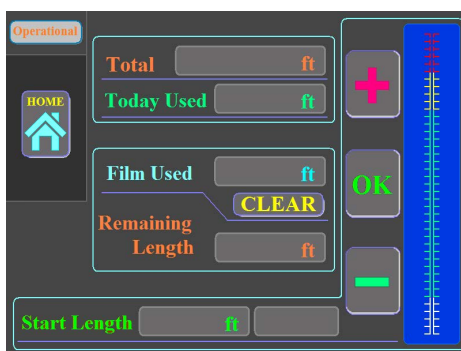 Operational
HOME
Total ft
Today Used ft
Film Used ft
CLEAR
Remaining
Length ft
OK
Start Length ft